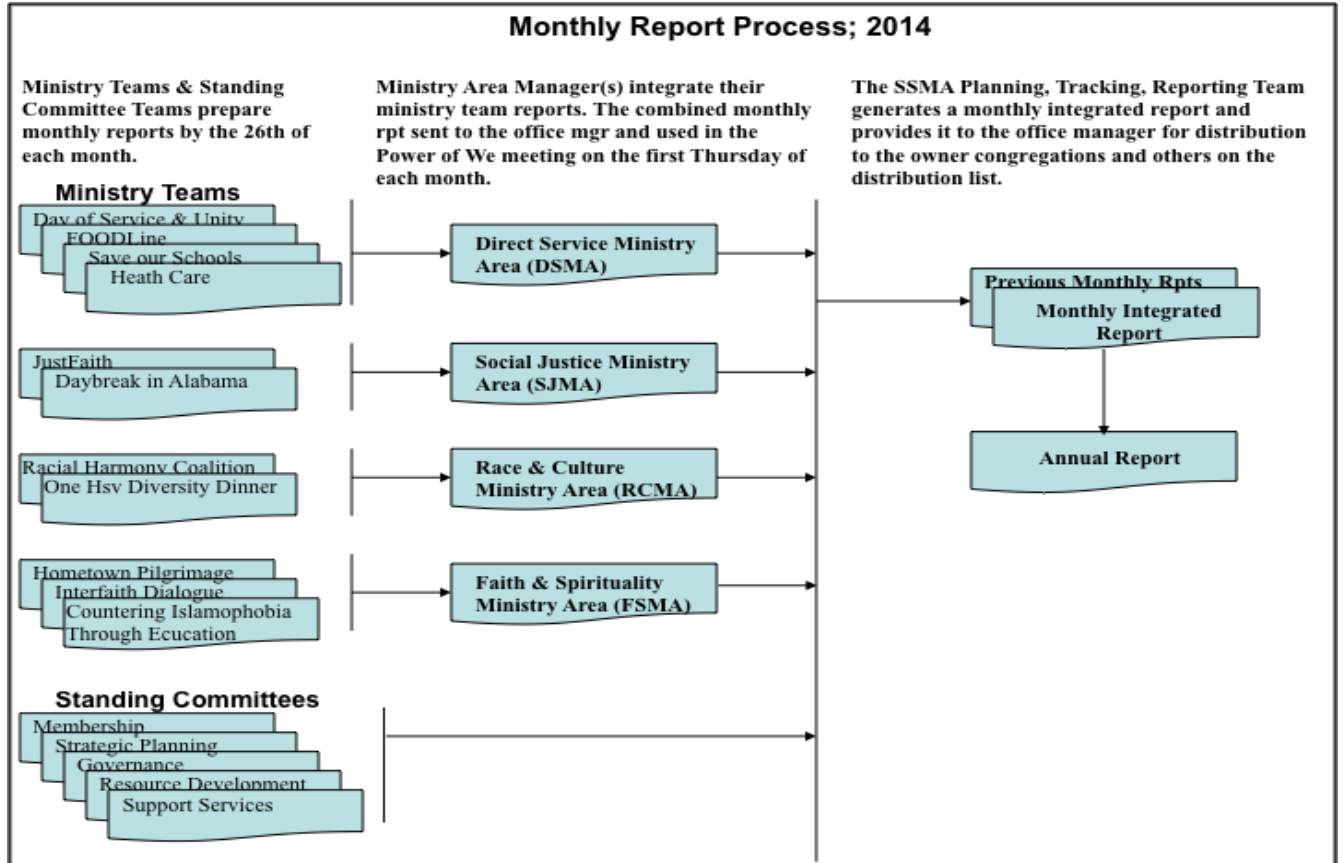 Monthly Report Process; 2014
Ministry Teams & Standing
Committee Teams prepare
monthly reports by the 26th of
each month.
Ministry Area Manager(s) integrate their
ministry team reports. The combined monthly
rpt sent to the office mgr and used in the
Power of We meeting on the first Thursday of
each month.
The SSMA Planning, Tracking, Reporting Team
generates a monthly integrated report and
provides it to the office manager for distribution
to the owner congregations and others on the
distribution list.
Ministry Teams
Day of Service & Unity
FOODLine
Save our Schools
Heath Care
Direct Service Ministry
Area (DSMA)
JustFaith
Daybreak in Alabama
Social Justice Ministry
Area (SJMA)
Racial Harmony Coalition
One Hsv Diversity Dinner
Race & Culture
Ministry Area (RCMA)
Hometown Pilgrimage
Interfaith Dialogue
Countering Islamophobia
Through Ecucation
Faith & Spirituality
Ministry Area (FSMA)
Standing Committees
Membership
Strategic Planning
Governance
Resource Development
Support Services
Previous Monthly Rpts
Monthly Integrated
Report
Annual Report